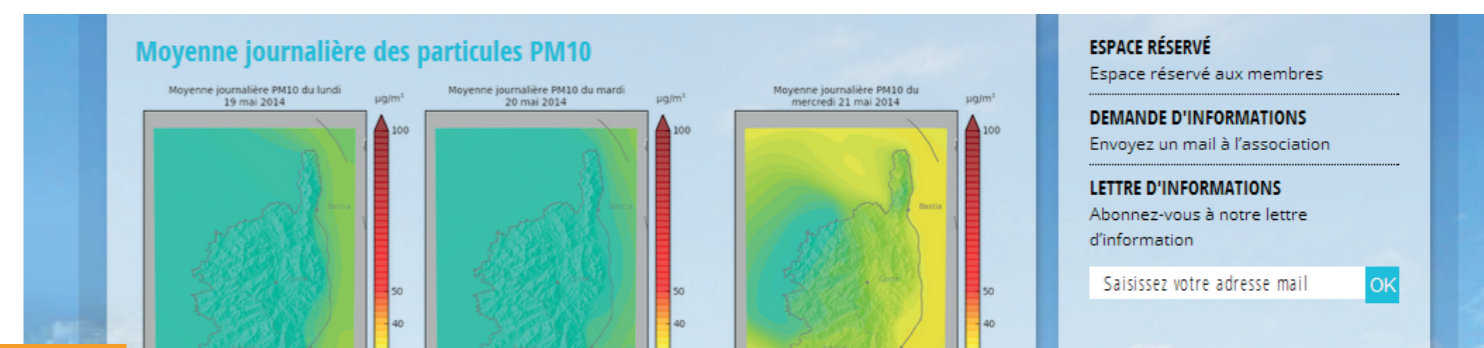 Moyenne journalière des particules PM10
Moyenne journalière PM10 du lundi
19 mai 2014
µg/m³
100
Bastia
50
40
Moyenne journalière PM10 du mardi
20 mai 2014
µg/m³
100
Bastia
50
40
Moyenne journalière PM10 du
mercredi 21 mai 2014
µg/m³
100
Bastia
50
40
ESPACE RÉSERVÉ
Espace réservé aux membres
DEMANDE D'INFORMATIONS
Envoyez un mail à l’association
LETTRE D'INFORMATIONS
Abonnez-vous à notre lettre
d’information
Saisissez votre adresse mail
OK